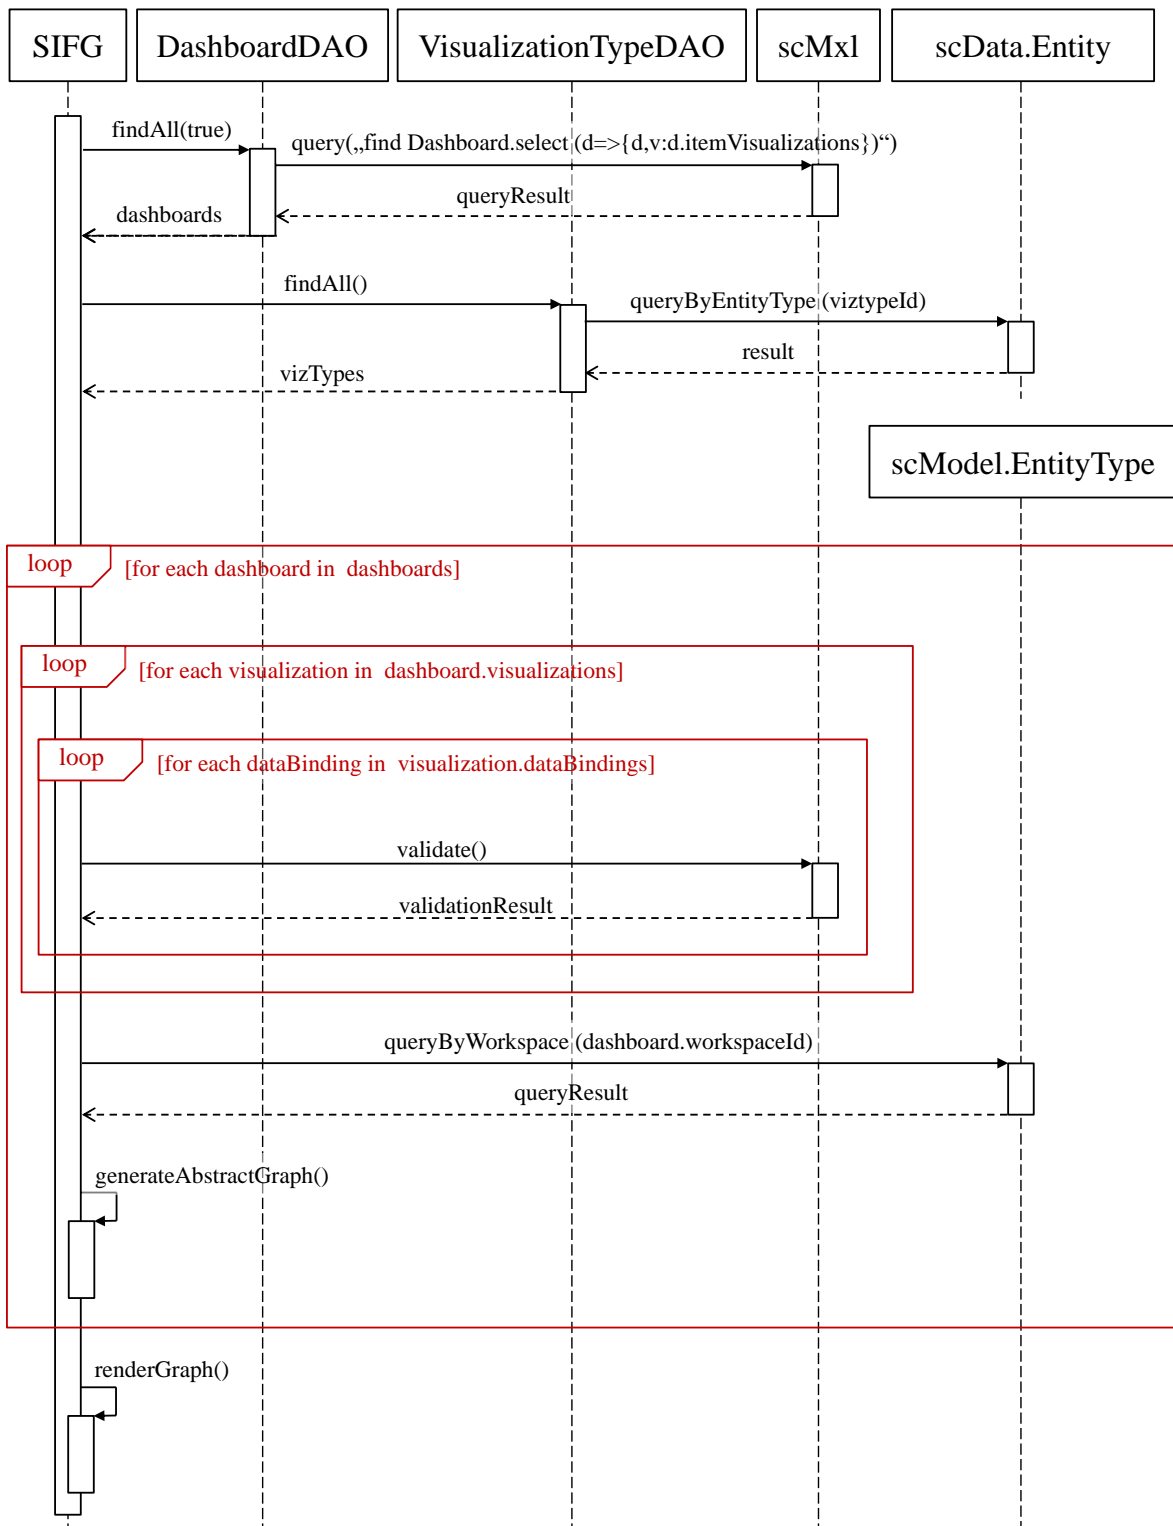 SIFG
DashboardDAO
VisualizationTypeDAO
scMxl
scData.Entity
findAll(true)
query(„find Dashboard.select (d=>{d,v:d.itemVisualizations})“)
queryResult
dashboards
findAll()
queryByEntityType (viztypeId)
result
vizTypes
scModel.EntityType
loop
[for each dashboard in dashboards]
loop
[for each visualization in dashboard.visualizations]
loop
[for each dataBinding in visualization.dataBindings]
validate()
validationResult
queryByWorkspace (dashboard.workspaceId)
queryResult
generateAbstractGraph()
renderGraph()